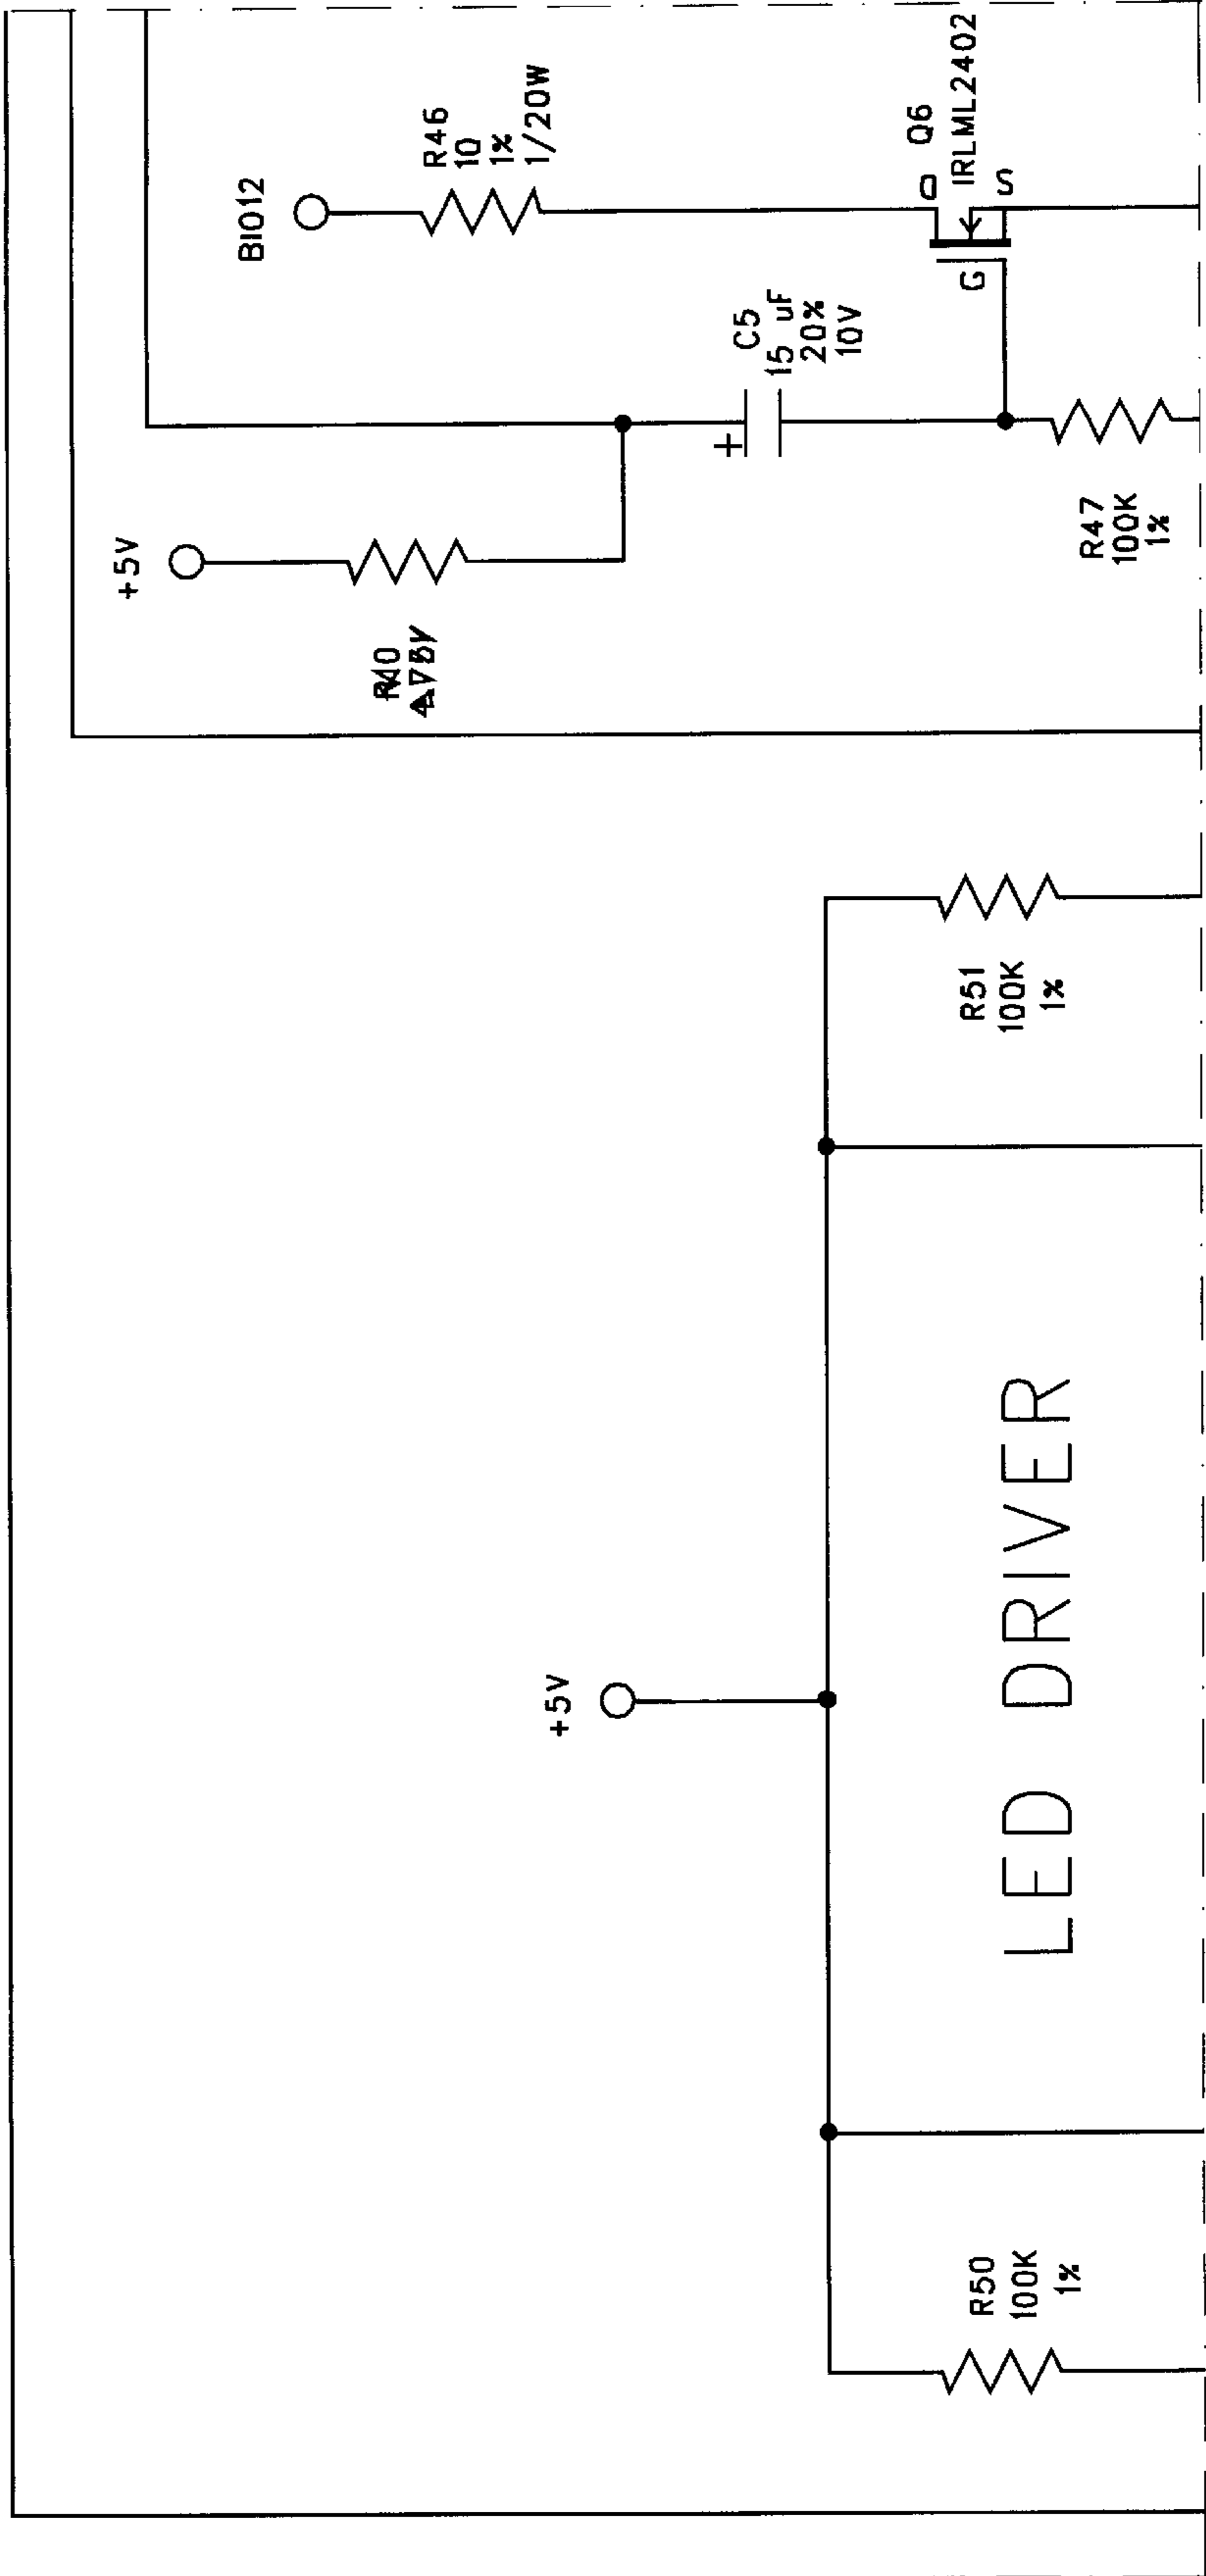 BIO12
R46
10
1%
1/20W
Q6
IRLML2402
D
S
G
C5
15 uF
20%
10V
+5V
R47
100K
1%
R51
100K
1%
+5V
LED DRIVER
R50
100K
1%